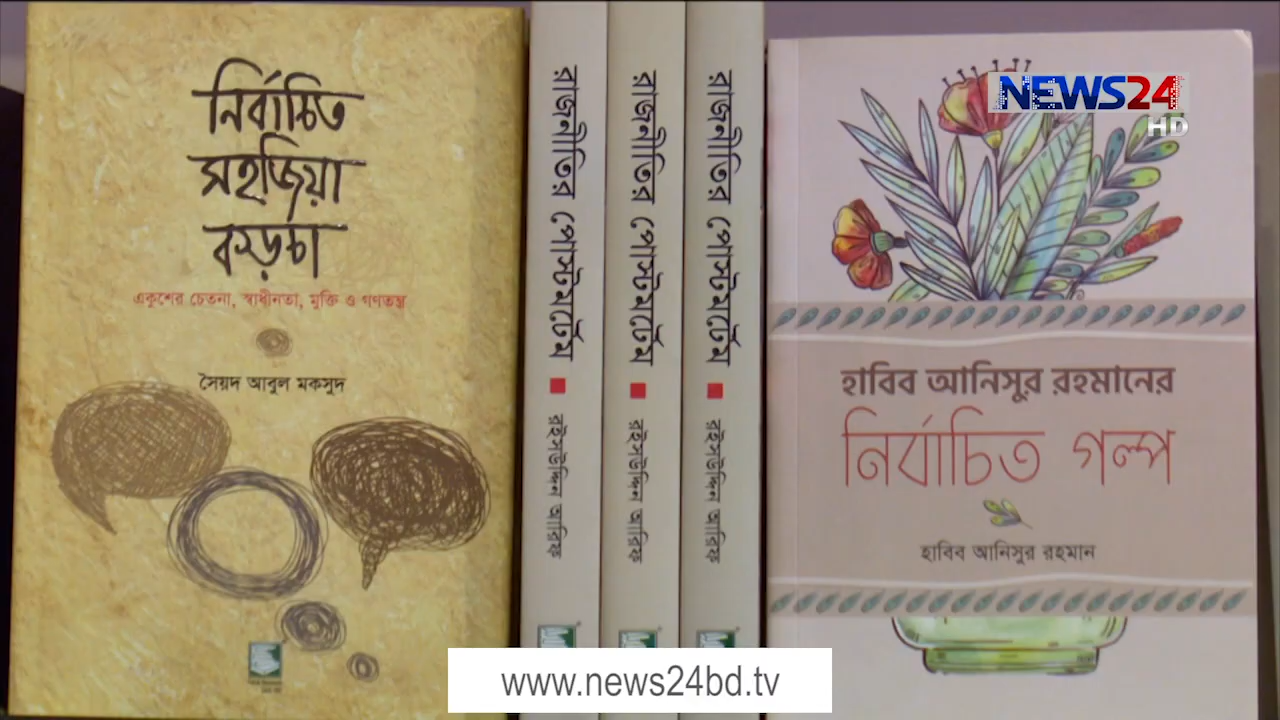 নির্বাচিত
সহজিয়া
কড়চা
একুশের চেতনা, স্বাধীনতা, মুক্তি ও গণতন্ত্র
সৈয়দ আবুল মকসুদ
রাজনীতির পোস্টমর্টেম
রইসউদ্দিন আরিফ
রাজনীতির পোস্টমর্টেম
রইসউদ্দিন আরিফ
রাজনীতির পোস্টমর্টেম
রইসউদ্দিন আরিফ
NEWS24
HD
হাবিব আনিসুর রহমানের
নির্বাচিত গল্প
হাবিব আনিসুর রহমান
www.news24bd.tv